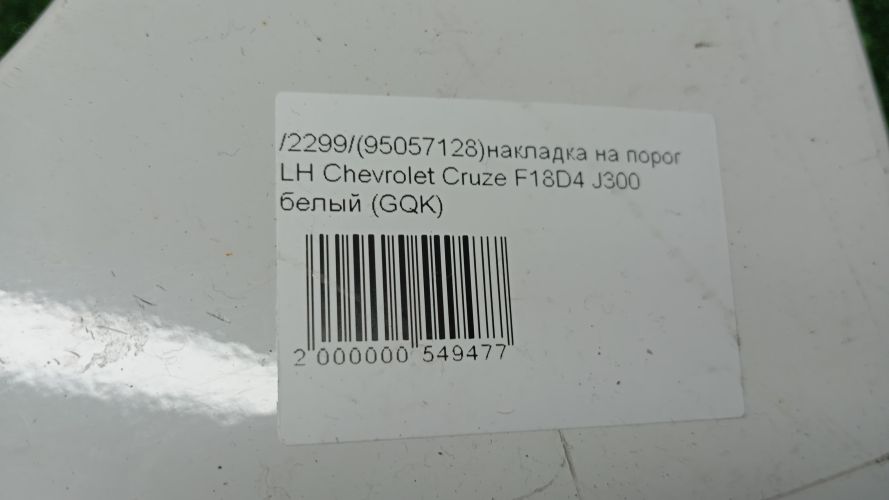 /2299/(95057128)накладка на порог
LH Chevrolet Cruze F18D4 J300
белый (GQK)
2 000000 549477